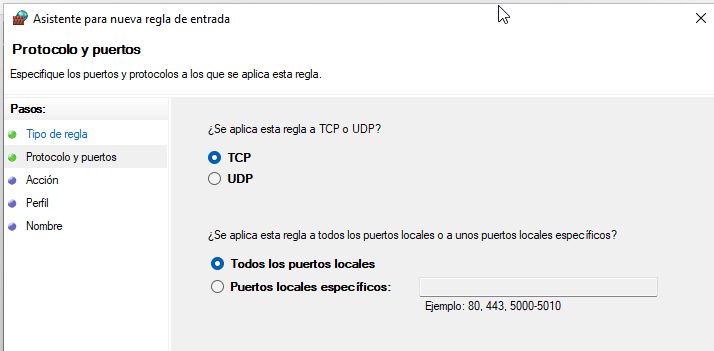 Asistente para nueva regla de entrada
Protocolo y puertos
Especifique los puertos y protocolos a los que se aplica esta regla.
Pasos:
Tipo de regla
Protocolo y puertos
Acción
Perfil
Nombre
¿Se aplica esta regla a TCP o UDP?
TCP
UDP
¿Se aplica esta regla a todos los puertos locales o a unos puertos locales específicos?
Todos los puertos locales
Puertos locales específicos:
Ejemplo: 80, 443, 5000-5010